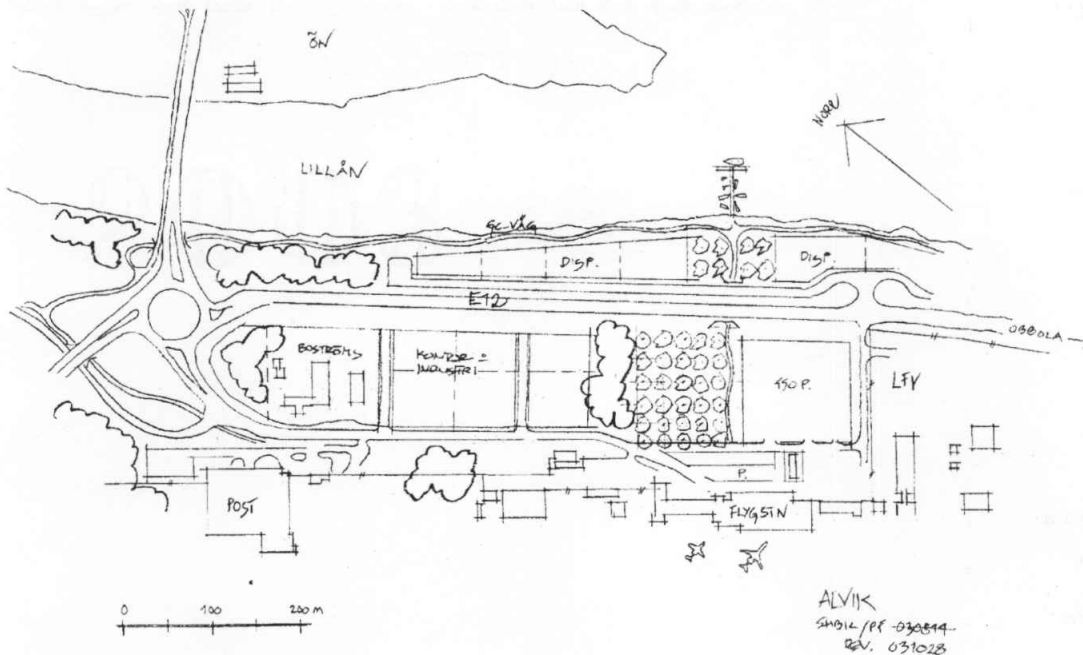 ÖN
NORR
LILLÅN
GC-VÄG
DISP.
DISP.
E12
OBBOLA
BOSTRÖMS
KONTOR =
INDUSTRI
450 P.
LFV
P.
POST
FLYGSTN
0 100 200 m
ALVIK
REV. 031028